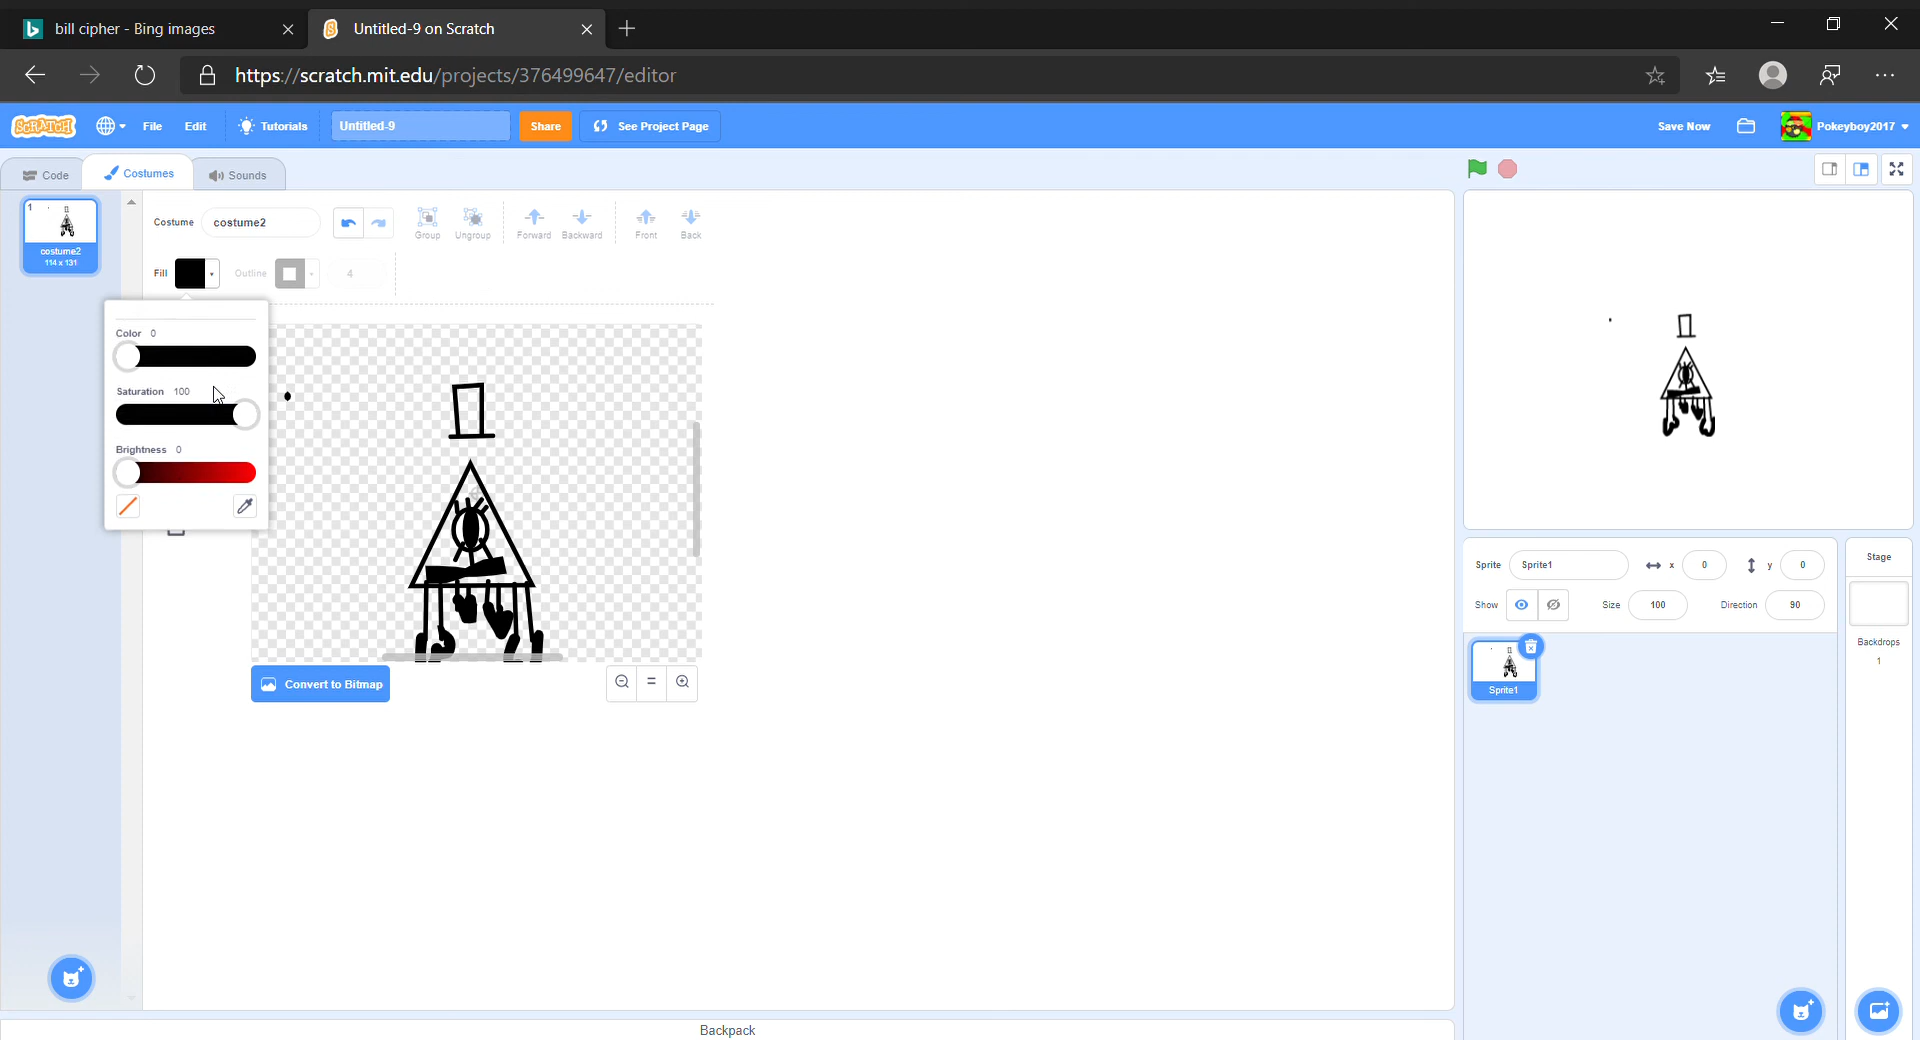 bill cipher - Bing images
Untitled-9 on Scratch
https://scratch.mit.edu/projects/376499647/editor
SCRATCH
File
Edit
Tutorials
Untitled-9
Share
See Project Page
Save Now
Pokeyboy2017
Code
Costumes
Sounds
1
costume2
114 x 131
Costume
costume2
Group
Ungroup
Forward
Backward
Front
Back
Fill
Outline
4
Color 0
Saturation 100
Brightness 0
Convert to Bitmap
Sprite
Sprite1
x
0
y
0
Show
Size
100
Direction
90
Sprite1
Stage
Backdrops
1
Backpack